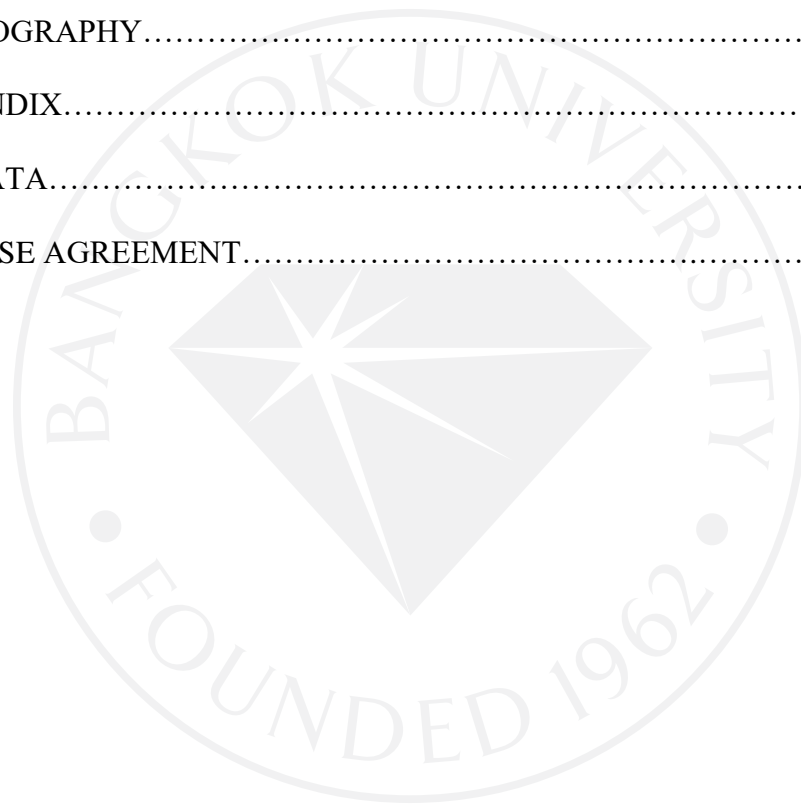 OGRAPHY……………………………………………………………
NDIX……………………………………………………………………
ATA……………………………………………………………………
SE AGREEMENT…………………………………….…………
BANGKOK UNIVERSITY
FOUNDED 1962